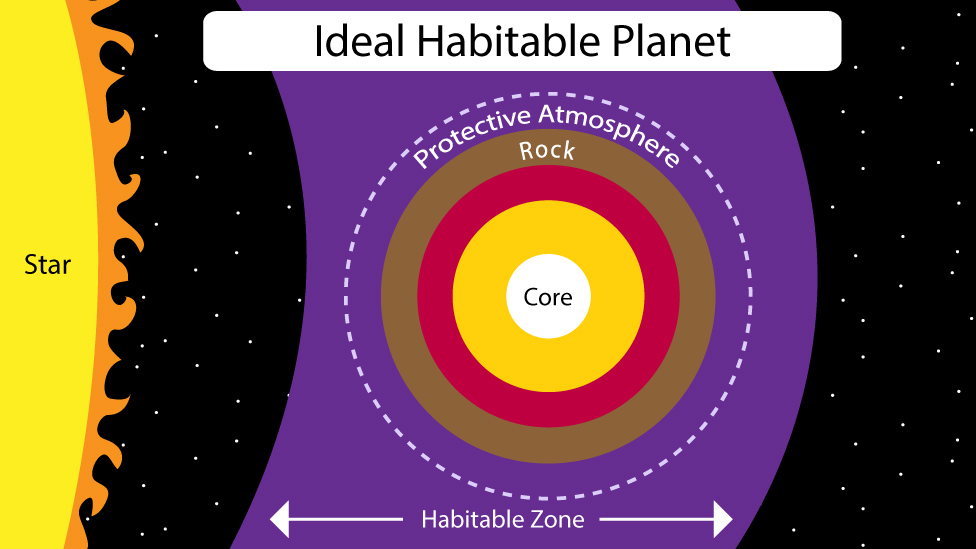 Ideal Habitable Planet
Protective Atmosphere
Rock
Star
Core
Habitable Zone